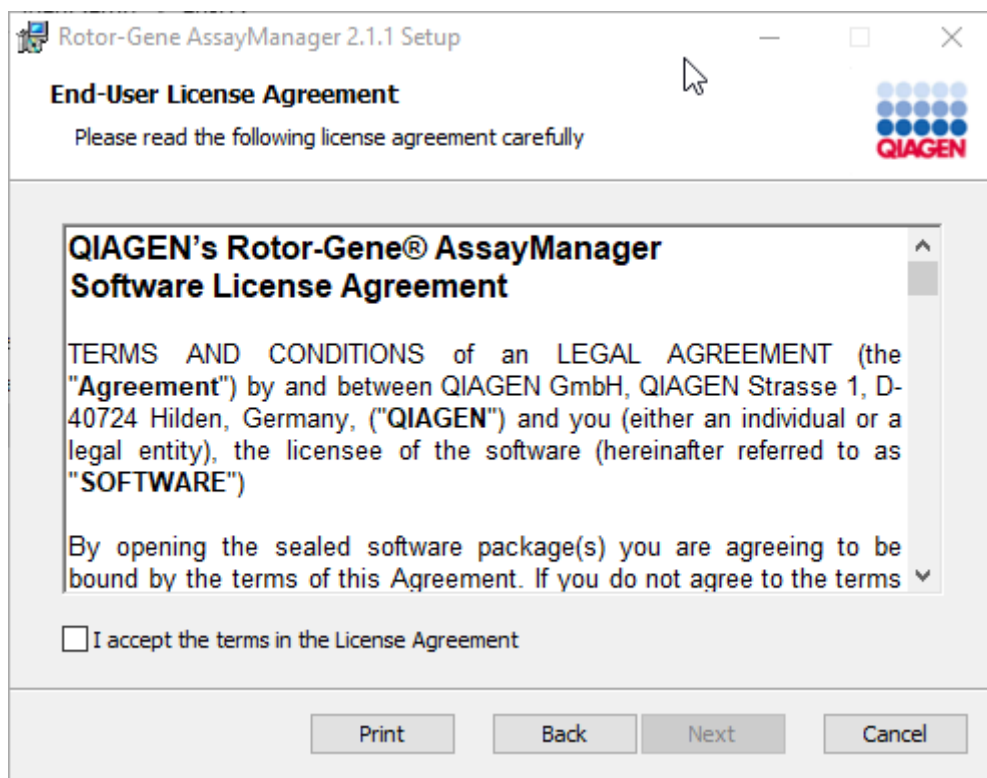 Rotor-Gene AssayManager 2.1.1 Setup
End-User License Agreement
Please read the following license agreement carefully
QIAGEN
QIAGEN's Rotor-Gene® AssayManager
Software License Agreement
TERMS AND CONDITIONS of an LEGAL AGREEMENT (the
"Agreement") by and between QIAGEN GmbH, QIAGEN Strasse 1, D-
40724 Hilden, Germany, ("QIAGEN") and you (either an individual or a
legal entity), the licensee of the software (hereinafter referred to as
"SOFTWARE")
By opening the sealed software package(s) you are agreeing to be
bound by the terms of this Agreement. If you do not agree to the terms
I accept the terms in the License Agreement
Print Back Next Cancel